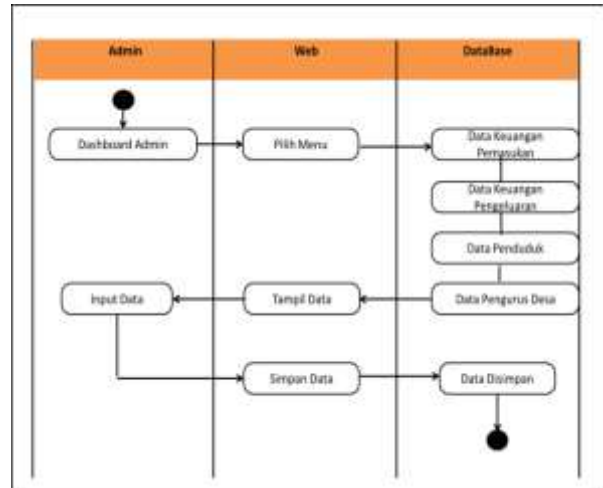 Admin
Web
DataBase
Dashboard Admin
Pilih Menu
Data Keuangan
Pemasukan
Data Keuangan
Pengeluaran
Data Penduduk
Input Data
Tampil Data
Data Pengurus Desa
Simpan Data
Data Disimpan